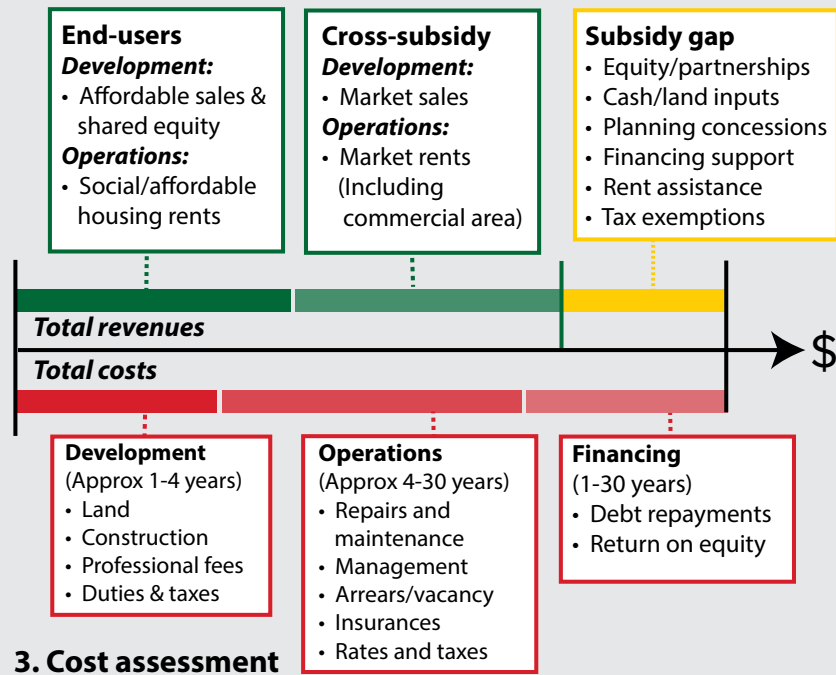 End-users
Development:
• Affordable sales &
shared equity
Operations:
• Social/affordable
housing rents
Cross-subsidy
Development:
• Market sales
Operations:
• Market rents
(Including
commercial area)
Subsidy gap
• Equity/partnerships
• Cash/land inputs
• Planning concessions
• Financing support
• Rent assistance
• Tax exemptions
Total revenues
$
Total costs
Development
(Approx 1-4 years)
• Land
• Construction
• Professional fees
• Duties & taxes
Operations
(Approx 4-30 years)
• Repairs and
maintenance
• Management
• Arrears/vacancy
• Insurances
• Rates and taxes
Financing
(1-30 years)
• Debt repayments
• Return on equity
3. Cost assessment